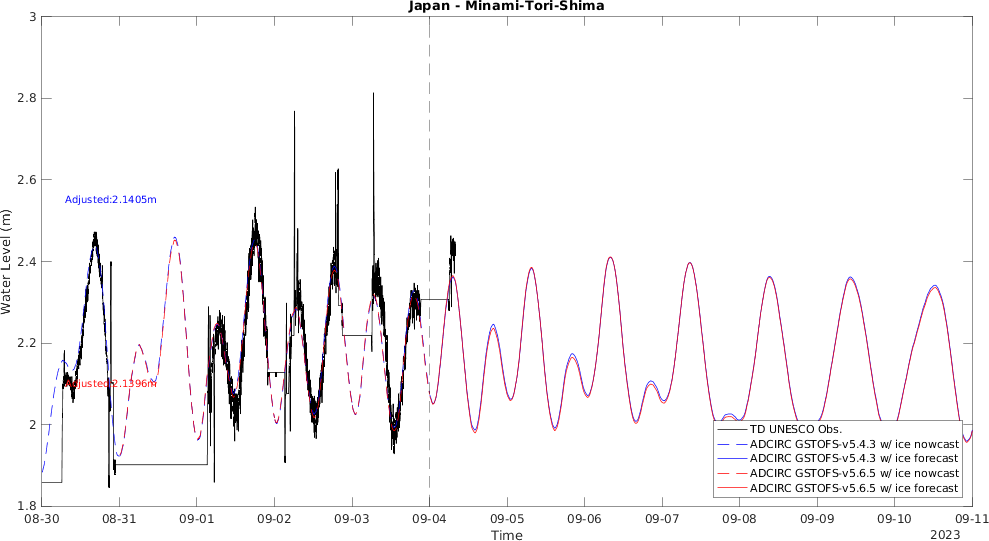 Japan - Minami-Tori-Shima
3
2.8
2.6
2.4
2.2
2
1.8
Water Level (m)
Adjusted:2.1405m
Adjusted:2.1396m
TD UNESCO Obs.
ADCIRC GSTOFS-v5.4.3 w/ ice nowcast
ADCIRC GSTOFS-v5.4.3 w/ ice forecast
ADCIRC GSTOFS-v5.6.5 w/ ice nowcast
ADCIRC GSTOFS-v5.6.5 w/ ice forecast
08-30 08-31 09-01 09-02 09-03 09-04 09-05 09-06 09-07 09-08 09-09 09-10 09-11
Time
2023